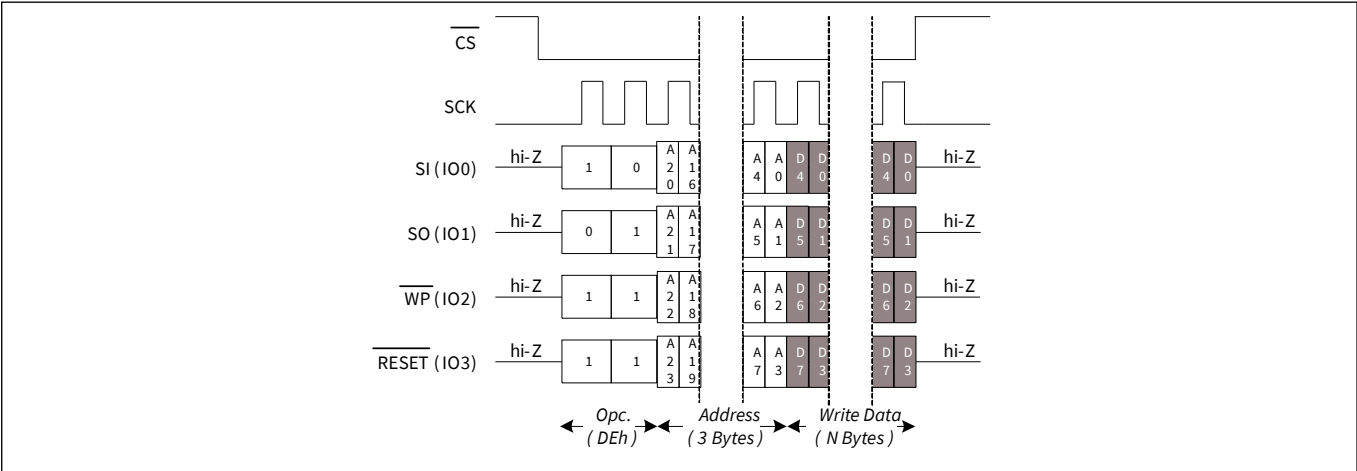 CS
SCK
SI (IO0) hi-Z 1 0 A20 A16 A4 A0 D4 D0 D4 D0 hi-Z
SO (IO1) hi-Z 0 1 A21 A17 A5 A1 D5 D1 D5 D1 hi-Z
WP (IO2) hi-Z 1 1 A22 A18 A6 A2 D6 D2 D6 D2 hi-Z
RESET (IO3) hi-Z 1 1 A23 A19 A7 A3 D7 D3 D7 D3 hi-Z
Opc. Address Write Data
( DEh ) ( 3 Bytes ) ( N Bytes )